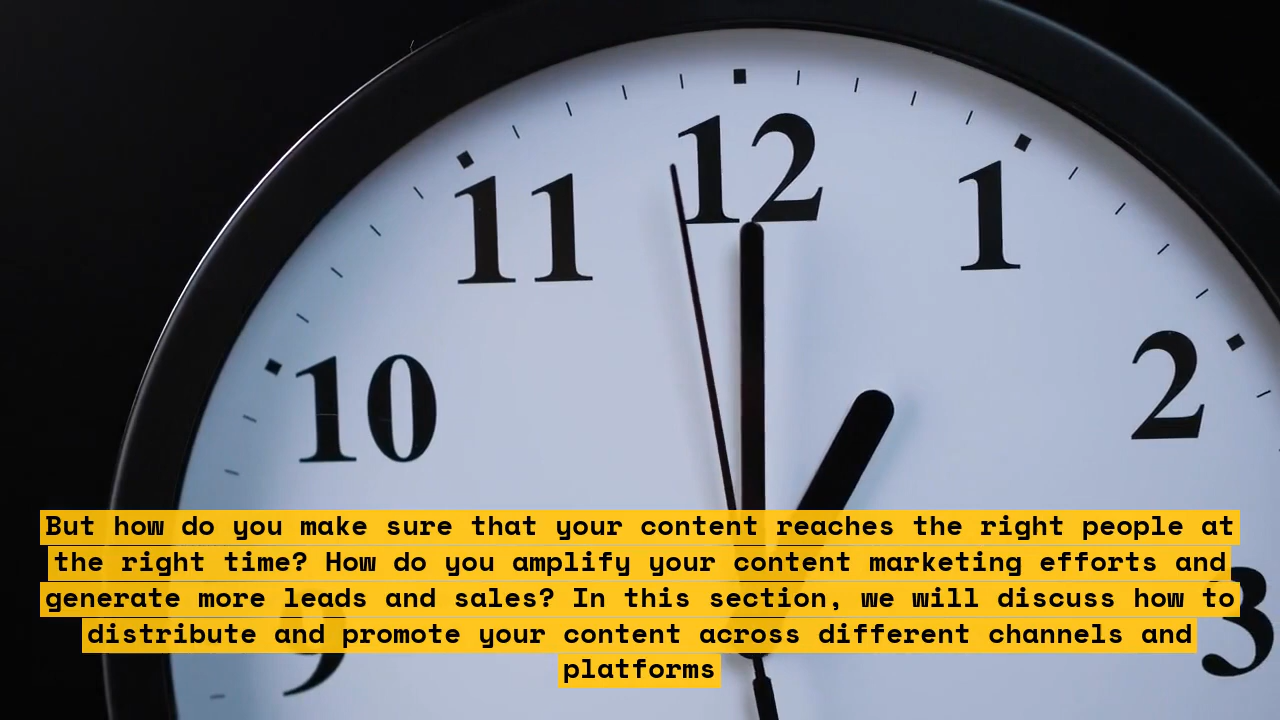 12
11
1
10
2
But how do you make sure that your content reaches the right people at
the right time? How do you amplify your content marketing efforts and
generate more leads and sales? In this section, we will discuss how to
distribute and promote your content across different channels and
platforms
9
3